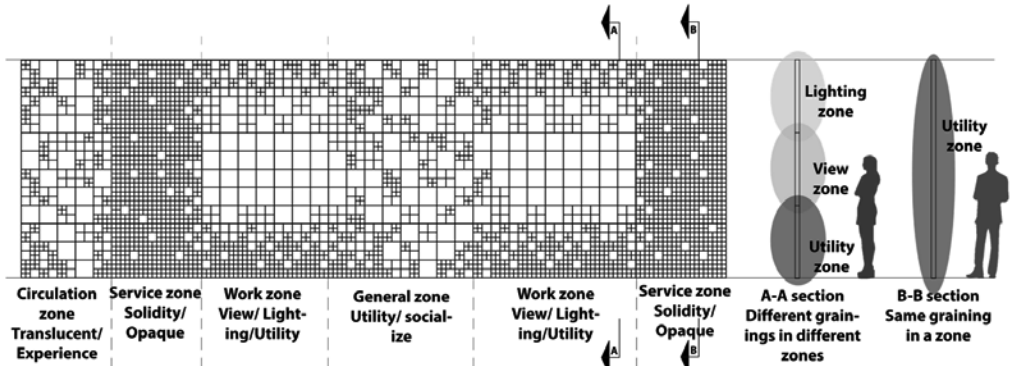 A
B
Lighting
zone
View
zone
Utility
zone
Utility
zone
Circulation
zone
Translucent/
Experience
Service zone
Solidity/
Opaque
Work zone
View/ Light-
ing/Utility
General zone
Utility/ social-
ize
Work zone
View/ Light-
ing/Utility
Service zone
Solidity/
Opaque
A
B
A-A section
Different grain-
ings in different
zones
B-B section
Same graining
in a zone